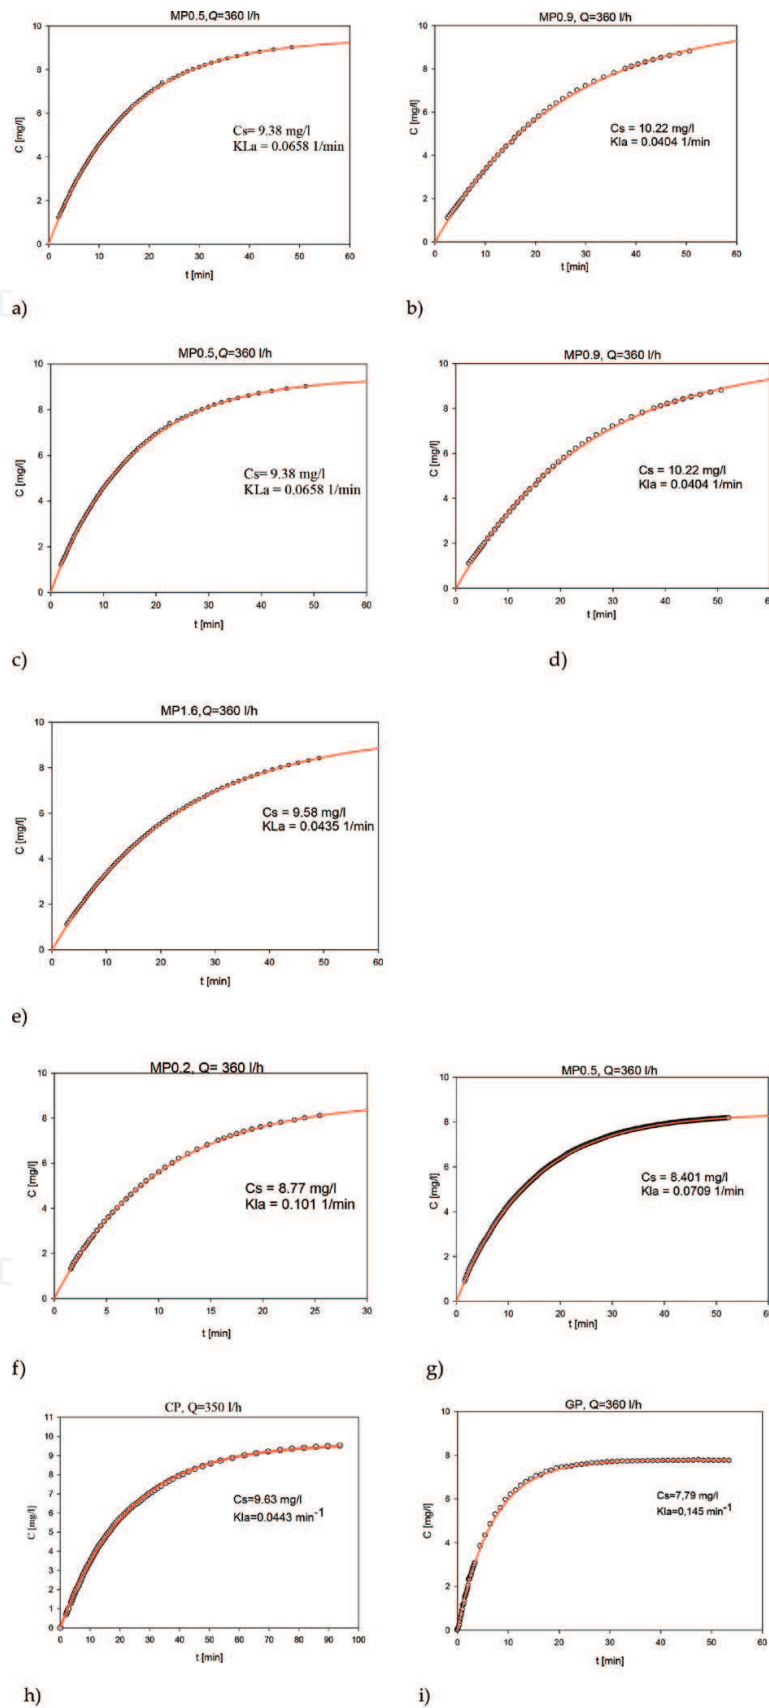 MP0.5,Q=360 l/h
10
8
6
4
2
0
C [mg/l]
Cs= 9.38 mg/l
KLa = 0.0658 1/min
0 10 20 30 40 50 60
t [min]
a)
MP0.9, Q=360 l/h
10
8
6
4
2
0
C [mg/l]
Cs = 10.22 mg/l
Kla = 0.0404 1/min
0 10 20 30 40 50 60
t [min]
b)
MP0.5,Q=360 l/h
10
8
6
4
2
0
C [mg/l]
Cs= 9.38 mg/l
KLa = 0.0658 1/min
0 10 20 30 40 50 60
t [min]
c)
MP0.9, Q=360 l/h
10
8
6
4
2
0
C [mg/l]
Cs = 10.22 mg/l
Kla = 0.0404 1/min
0 10 20 30 40 50 60
t [min]
d)
MP1.6,Q=360 l/h
10
8
6
4
2
0
C [mg/l]
Cs = 9.58 mg/l
KLa = 0.0435 1/min
0 10 20 30 40 50 60
t [min]
e)
MP0.2, Q= 360 l/h
10
8
6
4
2
0
C [mg/l]
Cs = 8.77 mg/l
Kla = 0.101 1/min
0 5 10 15 20 25 30
t [min]
f)
MP0.5, Q=360 l/h
10
8
6
4
2
0
C [mg/l]
Cs = 8.401 mg/l
Kla = 0.0709 1/min
0 10 20 30 40 50 60
t [min]
g)
CP, Q=350 l/h
11
10
9
8
7
6
5
4
3
2
1
0
C [mg/l]
Cs=9.63 mg/l
Kla=0.0443 min⁻¹
0 10 20 30 40 50 60 70 80 90 100
t [min]
h)
GP, Q=360 l/h
10
8
6
4
2
0
C [mg/l]
Cs=7,79 mg/l
Kla=0,145 min⁻¹
0 10 20 30 40 50 60
t [min]
i)